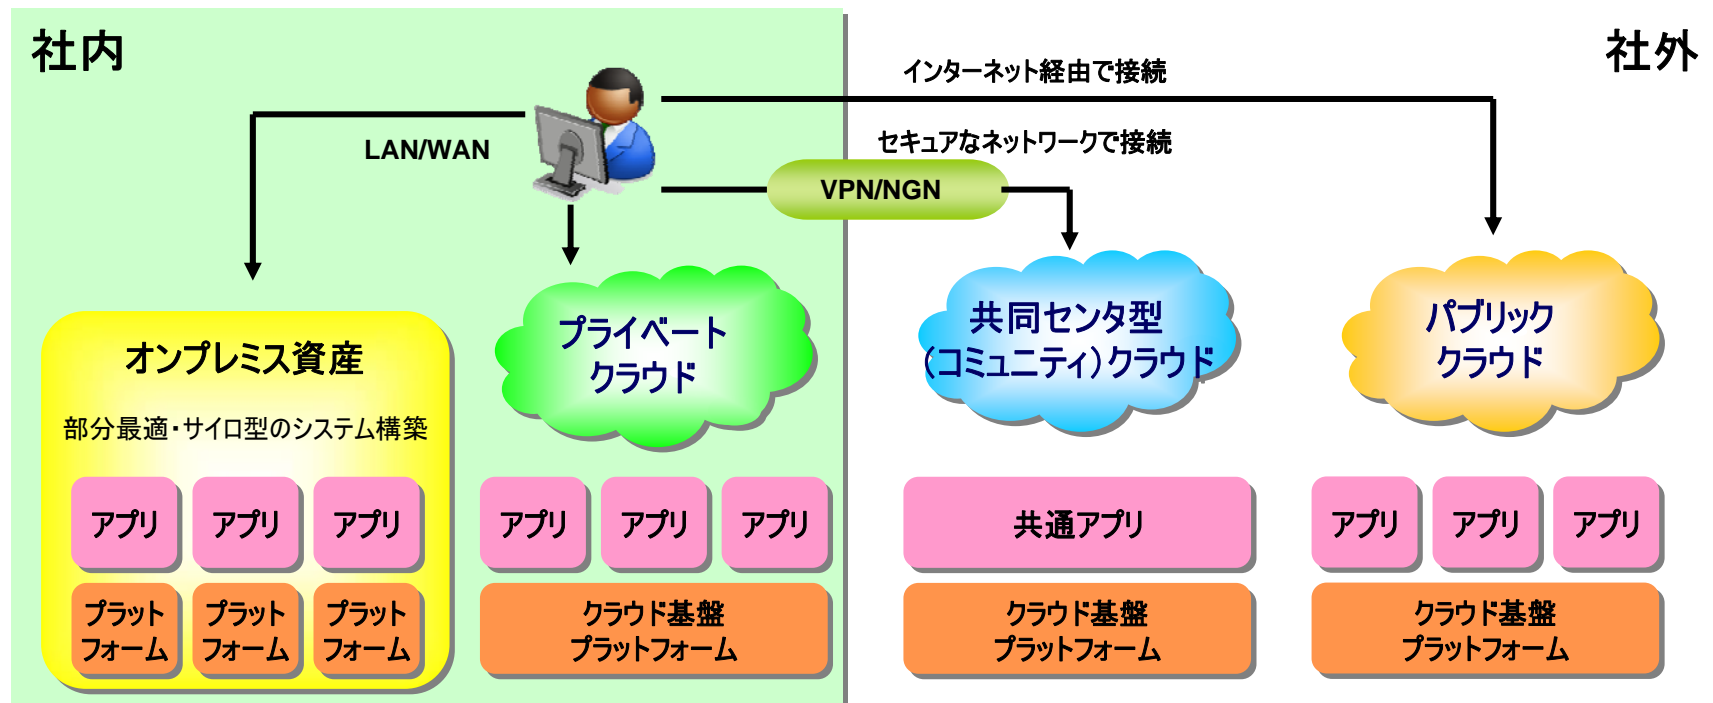 社内
社外
インターネット経由で接続
LAN/WAN
セキュアなネットワークで接続
VPN/NGN
オンプレミス資産
部分最適・サイロ型のシステム構築
プライベート
クラウド
共同センタ型
（コミュニティ）クラウド
パブリック
クラウド
アプリ
アプリ
アプリ
アプリ
アプリ
アプリ
共通アプリ
アプリ
アプリ
アプリ
プラット
フォーム
プラット
フォーム
プラット
フォーム
クラウド基盤
プラットフォーム
クラウド基盤
プラットフォーム
クラウド基盤
プラットフォーム